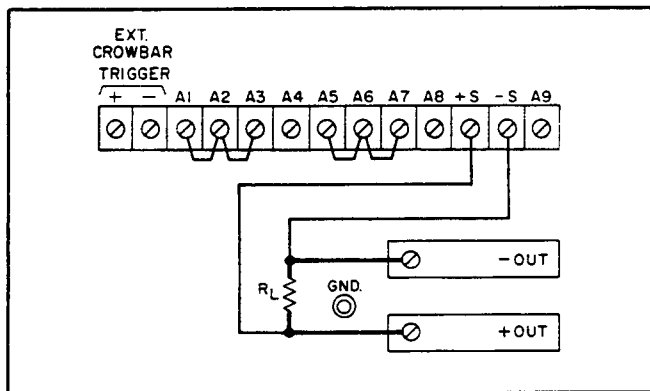 EXT.
CROWBAR
TRIGGER
+ − A1 A2 A3 A4 A5 A6 A7 A8 +S −S A9
−OUT
RL GND.
+OUT